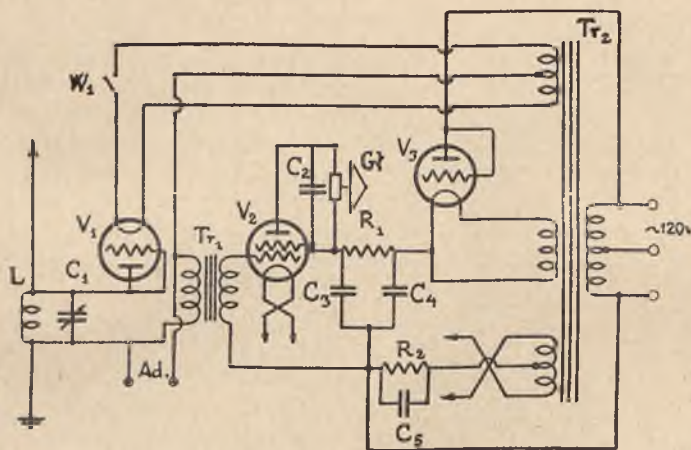 Tr₂
W₁
V₃
C₂
Gł
V₂
V₁
R₁
Tr₁
~120v
L
C₁
C₃
C₄
Ad.
R₂
C₅